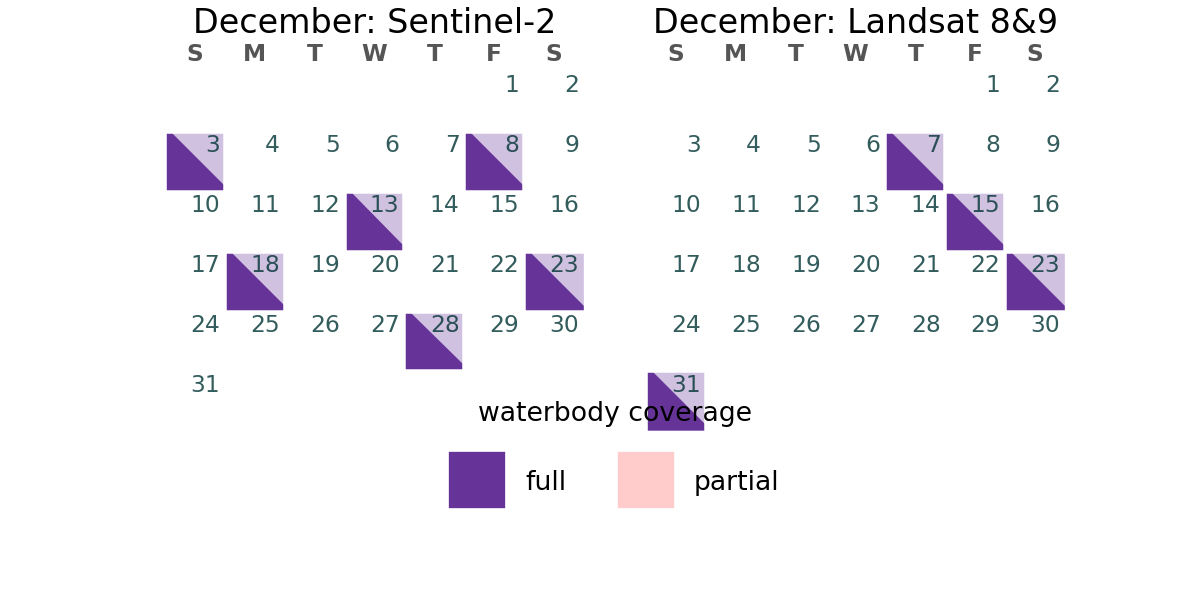 December: Sentinel-2
S M T W T F S
1 2
3 4 5 6 7 8 9
10 11 12 13 14 15 16
17 18 19 20 21 22 23
24 25 26 27 28 29 30
31
December: Landsat 8&9
S M T W T F S
1 2
3 4 5 6 7 8 9
10 11 12 13 14 15 16
17 18 19 20 21 22 23
24 25 26 27 28 29 30
31
waterbody coverage
full partial